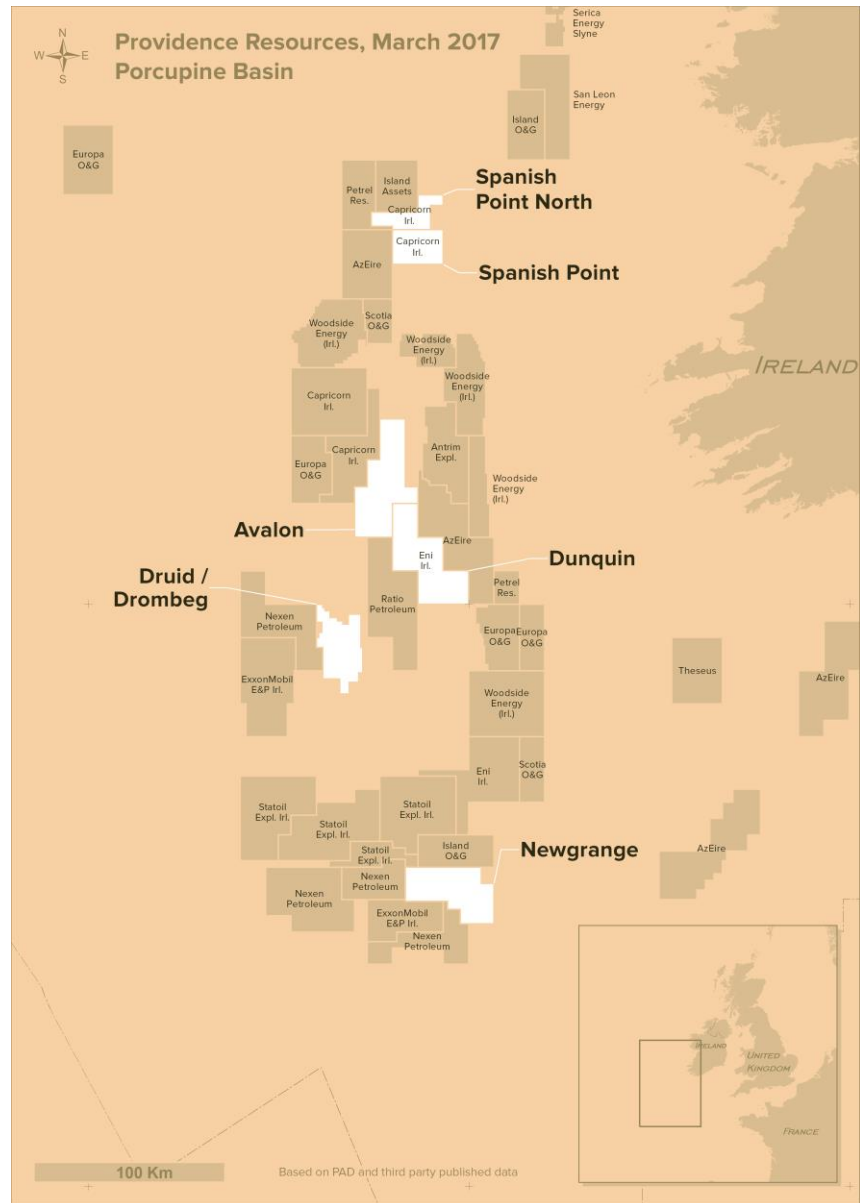 Providence Resources, March 2017
Porcupine Basin
N
W
E
S
Serica
Energy
Slyne
San Leon
Energy
Island
O&G
Europa
O&G
Petrel
Res.
Island
Assets
Capricorn
Irl.
Spanish
Point North
Capricorn
Irl.
Spanish Point
AzEire
Woodside
Energy
(Irl.)
Scotia
O&G
Woodside
Energy
(Irl.)
Woodside
Energy
(Irl.)
IRELAND
Capricorn
Irl.
Europa
O&G
Capricorn
Irl.
Antrim
Expl.
Woodside
Energy
(Irl.)
Avalon
AzEire
Eni
Irl.
Dunquin
Druid /
Drombeg
Petrel
Res.
Ratio
Petroleum
Nexen
Petroleum
Europa
O&G
Europa
O&G
ExxonMobil
E&P Irl.
Theseus
AzEire
Woodside
Energy
(Irl.)
Eni
Irl.
Scotia
O&G
Statoil
Expl. Irl.
Statoil
Expl. Irl.
Statoil
Expl. Irl.
Island
O&G
Newgrange
AzEire
Statoil
Expl. Irl.
Nexen
Petroleum
Nexen
Petroleum
ExxonMobil
E&P Irl.
Nexen
Petroleum
IRELAND
UNITED
KINGDOM
FRANCE
100 Km
Based on PAD and third party published data